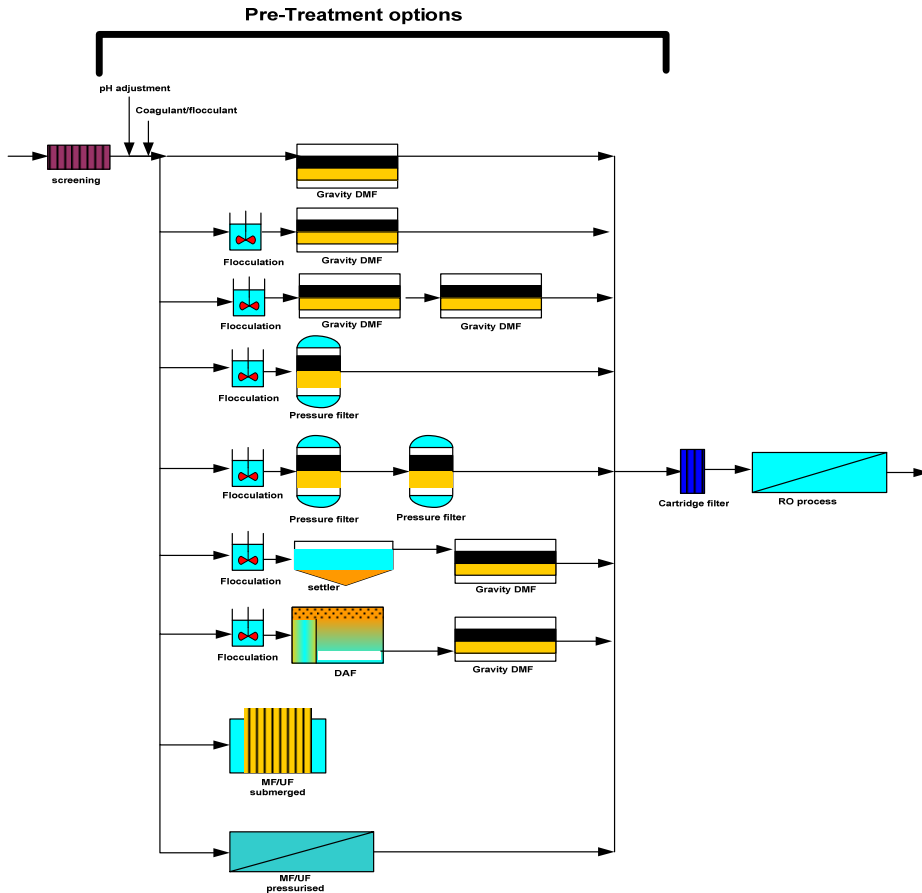 Pre-Treatment options
pH adjustment
Coagulant/flocculant
screening
Gravity DMF
Flocculation
Gravity DMF
Flocculation
Gravity DMF
Gravity DMF
Flocculation
Pressure filter
Flocculation
Pressure filter
Pressure filter
Cartridge filter
RO process
Flocculation
settler
Gravity DMF
Flocculation
DAF
Gravity DMF
MF/UF
submerged
MF/UF
pressurised